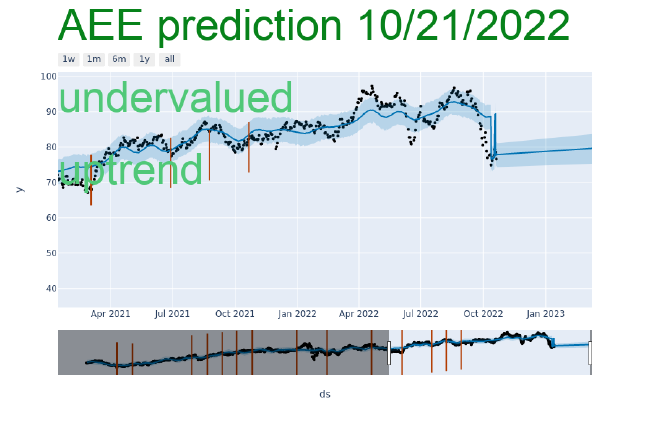 AEE prediction 10/21/2022
1w 1m 6m 1y all
100
undervalued
90
80
uptrend
70
60
50
40
y
Apr 2021 Jul 2021 Oct 2021 Jan 2022 Apr 2022 Jul 2022 Oct 2022 Jan 2023
ds